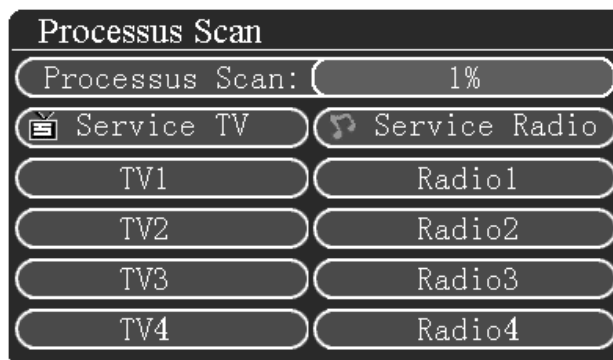 Processus Scan
Processus Scan: 1%
Service TV Service Radio
TV1 Radio1
TV2 Radio2
TV3 Radio3
TV4 Radio4